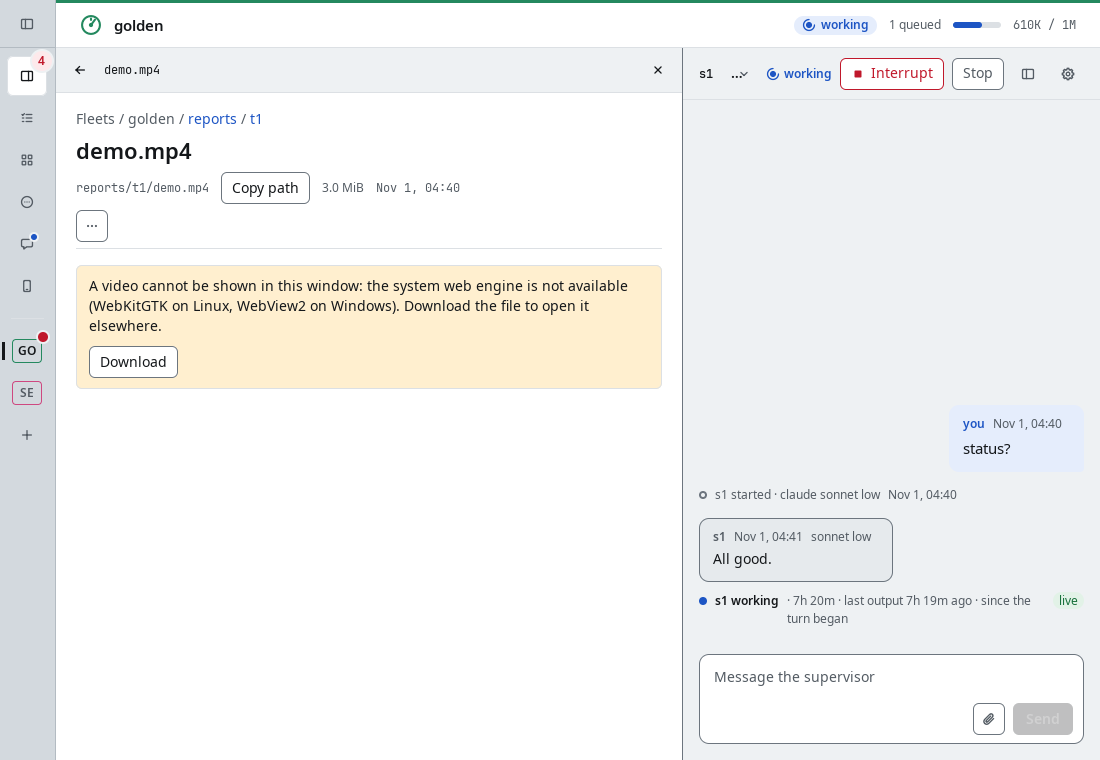 golden
working
1 queued
610K / 1M
4
demo.mp4
s1
...
working
Interrupt
Stop
Fleets / golden / reports / t1
demo.mp4
reports/t1/demo.mp4
Copy path
3.0 MiB
Nov 1, 04:40
...
A video cannot be shown in this window: the system web engine is not available
(WebKitGTK on Linux, WebView2 on Windows). Download the file to open it
elsewhere.
Download
GO
SE
you Nov 1, 04:40
status?
s1 started · claude sonnet low Nov 1, 04:40
s1 Nov 1, 04:41 sonnet low
All good.
s1 working · 7h 20m · last output 7h 19m ago · since the
turn began
live
Message the supervisor
Send